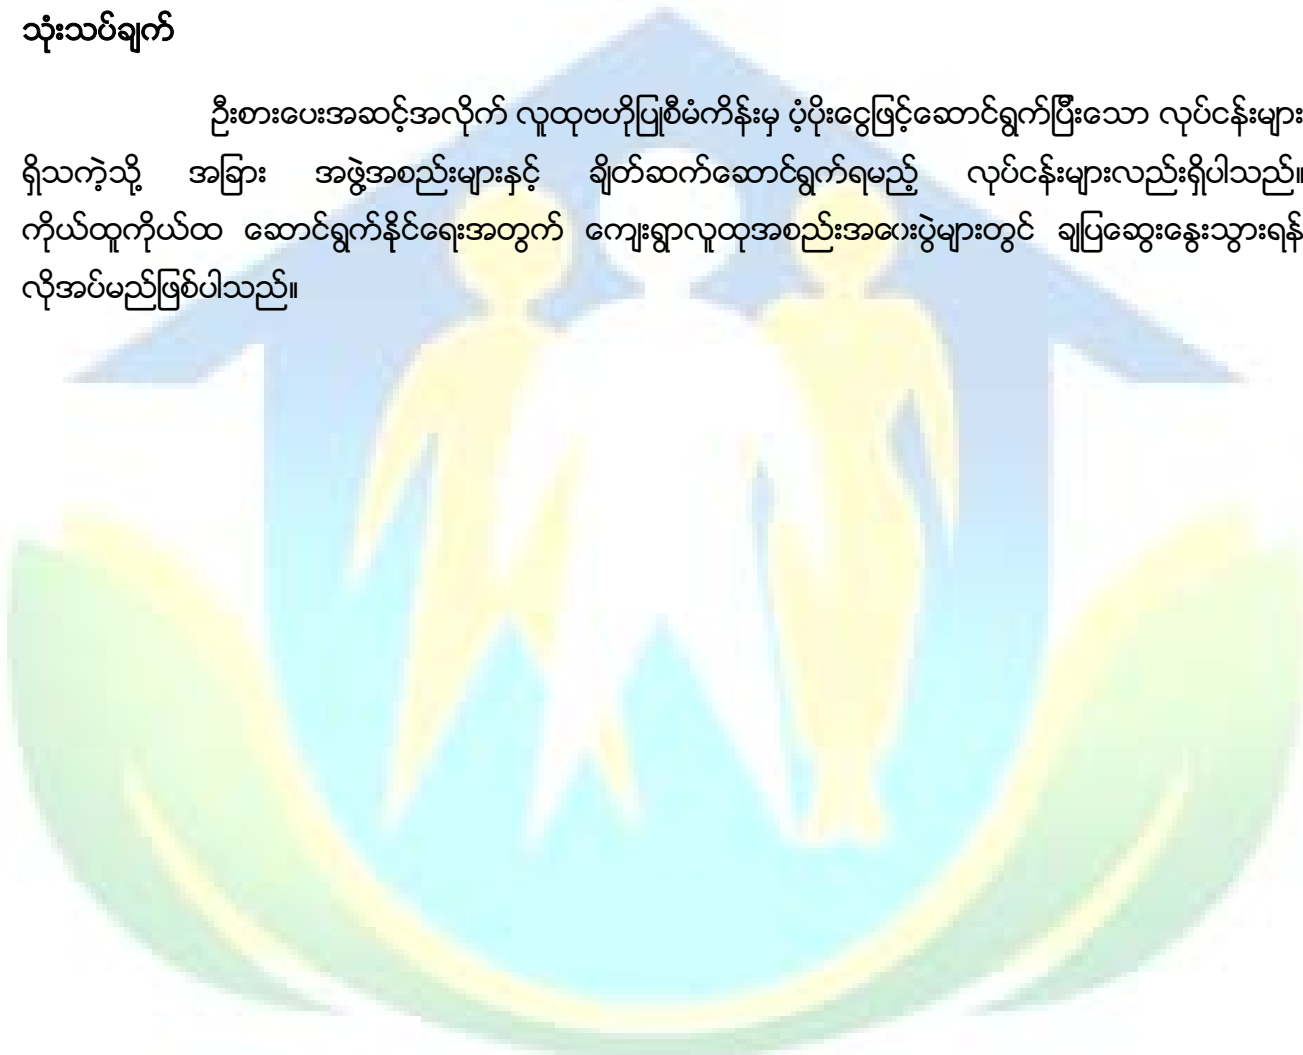 သုံးသပ်ချက်
ဦးစားပေးအဆင့်အလိုက် လူထုဗဟိုပြုစီမံကိန်းမှ ပံ့ပိုးငွေဖြင့်ဆောင်ရွက်ပြီးသော လုပ်ငန်းများ
ရှိသကဲ့သို့ အခြား အဖွဲ့အစည်းများနှင့် ချိတ်ဆက်ဆောင်ရွက်ရမည့် လုပ်ငန်းများလည်းရှိပါသည်။
ကိုယ်ထူကိုယ်ထ ဆောင်ရွက်နိုင်ရေးအတွက် ကျေးရွာလူထုအစည်းအဝေးပွဲများတွင် ချပြဆွေးနွေးသွားရန်
လိုအပ်မည်ဖြစ်ပါသည်။